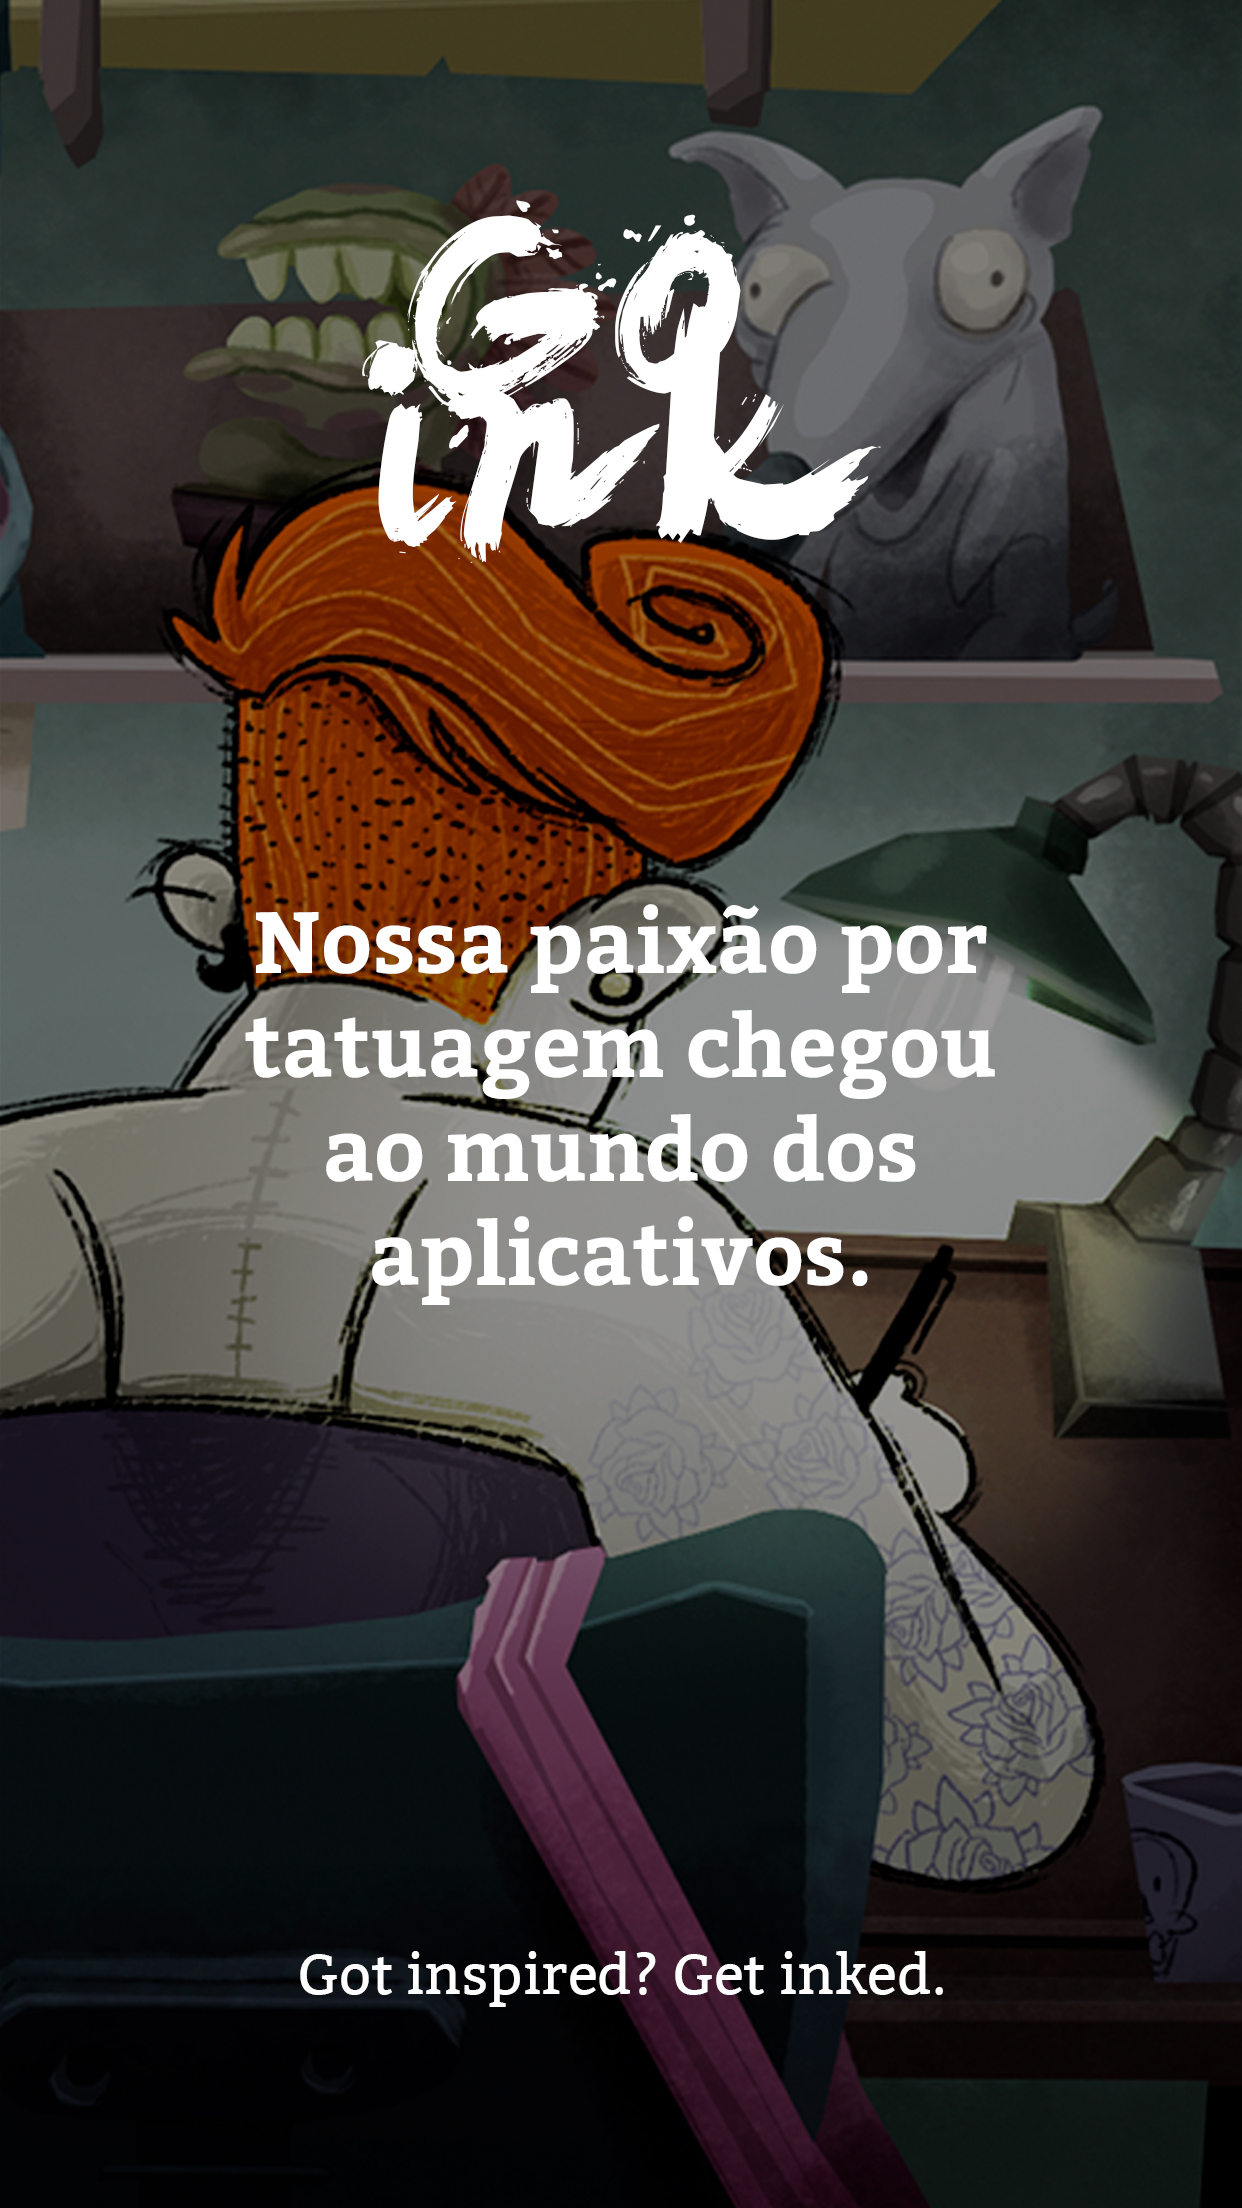 Go
ink
Nossa paixão por
tatuagem chegou
ao mundo dos
aplicativos.
Got inspired? Get inked.